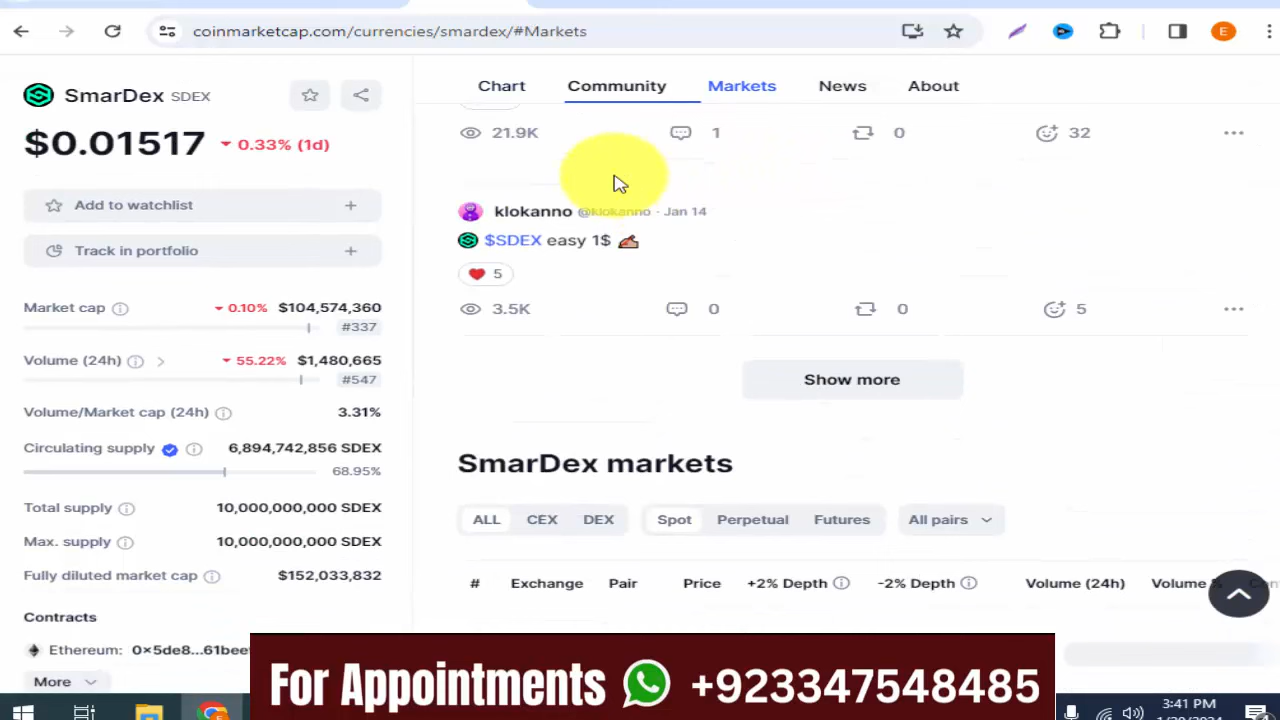 coinmarketcap.com/currencies/smardex/#Markets
E
SmarDex SDEX
$0.01517 0.33% (1d)
Add to watchlist +
Track in portfolio +
Market cap 0.10% $104,574,360
#337
Volume (24h) 55.22% $1,480,665
#547
Volume/Market cap (24h) 3.31%
Circulating supply 6,894,742,856 SDEX
68.95%
Total supply 10,000,000,000 SDEX
Max. supply 10,000,000,000 SDEX
Fully diluted market cap $152,033,832
Contracts
Ethereum: 0x5de8...61bee
More
Chart Community Markets News About
21.9K 1 0 32
klokanno @klokanno · Jan 14
$SDEX easy 1$
5
3.5K 0 0 5
Show more
SmarDex markets
ALL CEX DEX Spot Perpetual Futures All pairs
# Exchange Pair Price +2% Depth -2% Depth Volume (24h) Volume
For Appointments +923347548485
3:41 PM